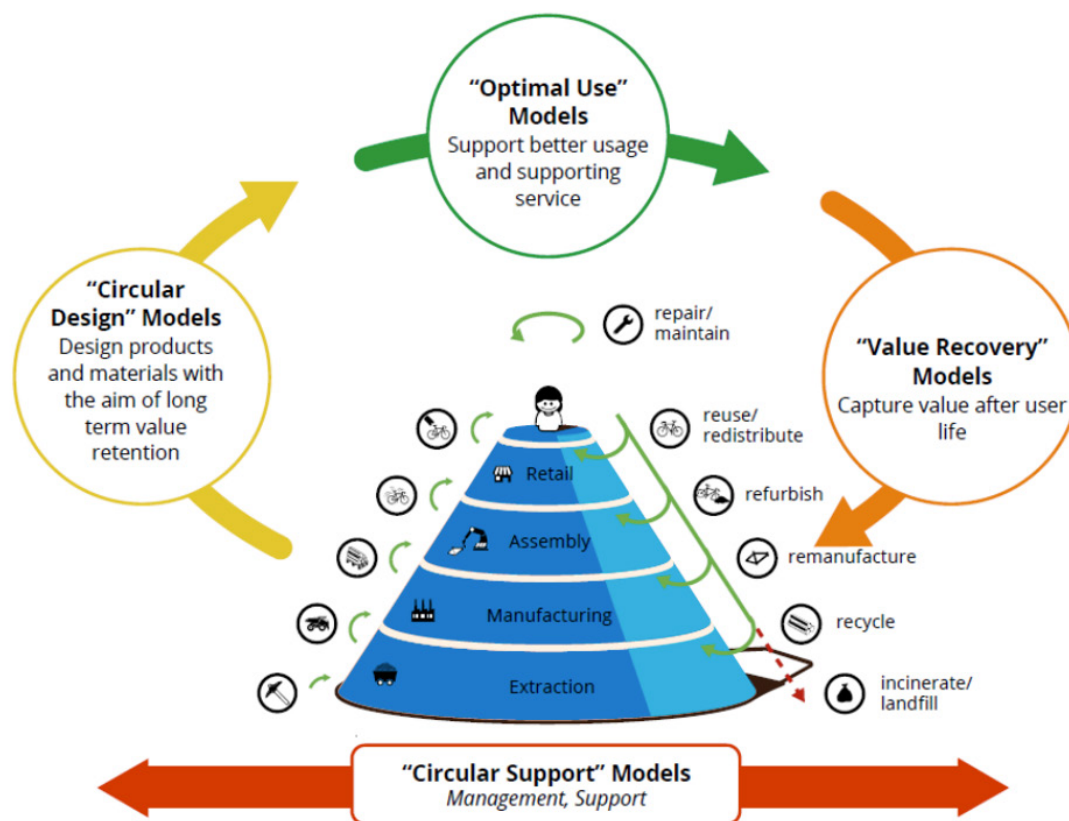 “Optimal Use”
Models
Support better usage
and supporting
service
“Circular
Design” Models
Design products
and materials with
the aim of long
term value
retention
“Value Recovery”
Models
Capture value after user
life
repair/
maintain
reuse/
redistribute
refurbish
remanufacture
recycle
incinerate/
landfill
Retail
Assembly
Manufacturing
Extraction
“Circular Support” Models
Management, Support